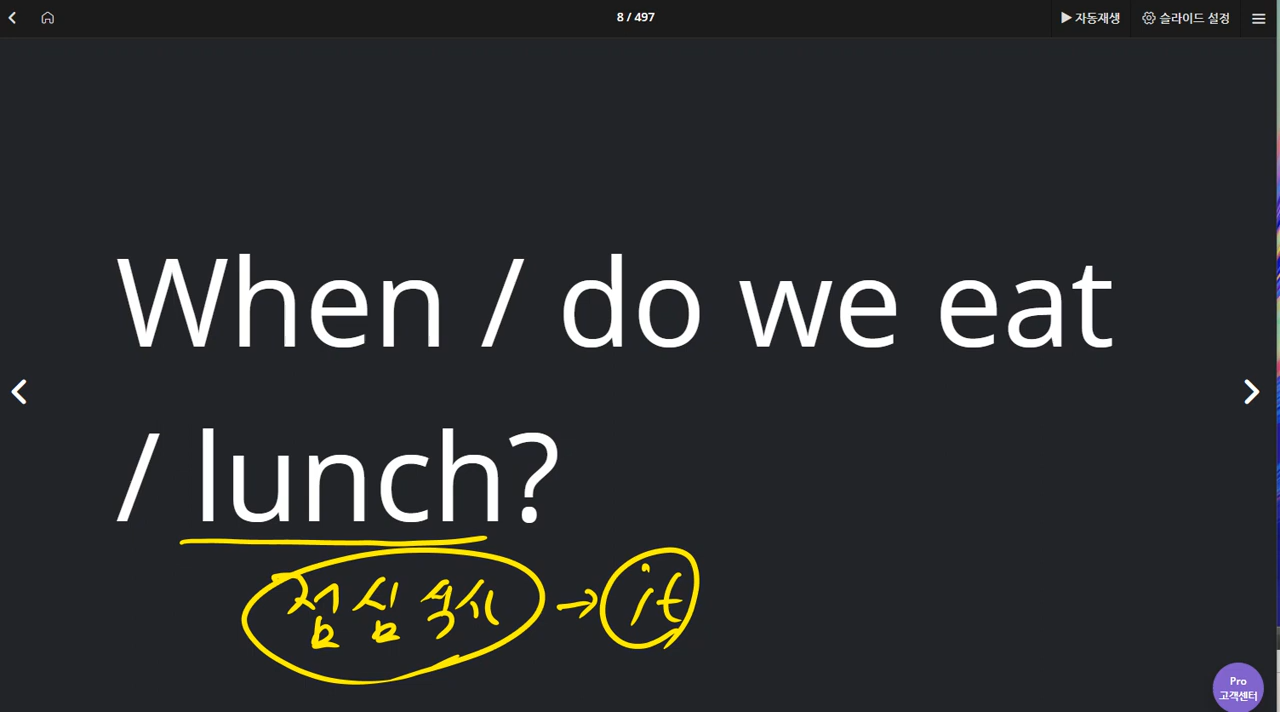 8 / 497
▶ 자동재생
슬라이드 설정
When / do we eat
/ lunch?
점심 식사 → it
Pro
고객센터